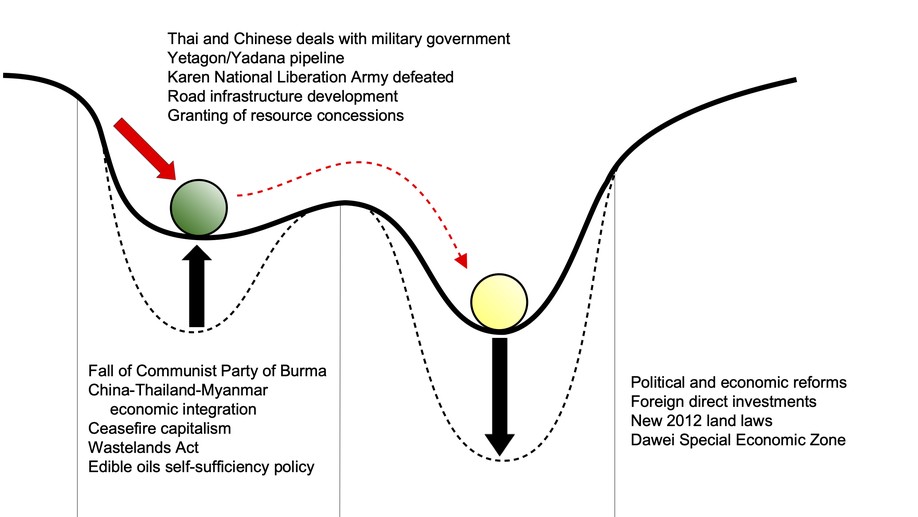 Thai and Chinese deals with military government
Yetagon/Yadana pipeline
Karen National Liberation Army defeated
Road infrastructure development
Granting of resource concessions
Fall of Communist Party of Burma
China-Thailand-Myanmar
economic integration
Ceasefire capitalism
Wastelands Act
Edible oils self-sufficiency policy
Political and economic reforms
Foreign direct investments
New 2012 land laws
Dawei Special Economic Zone